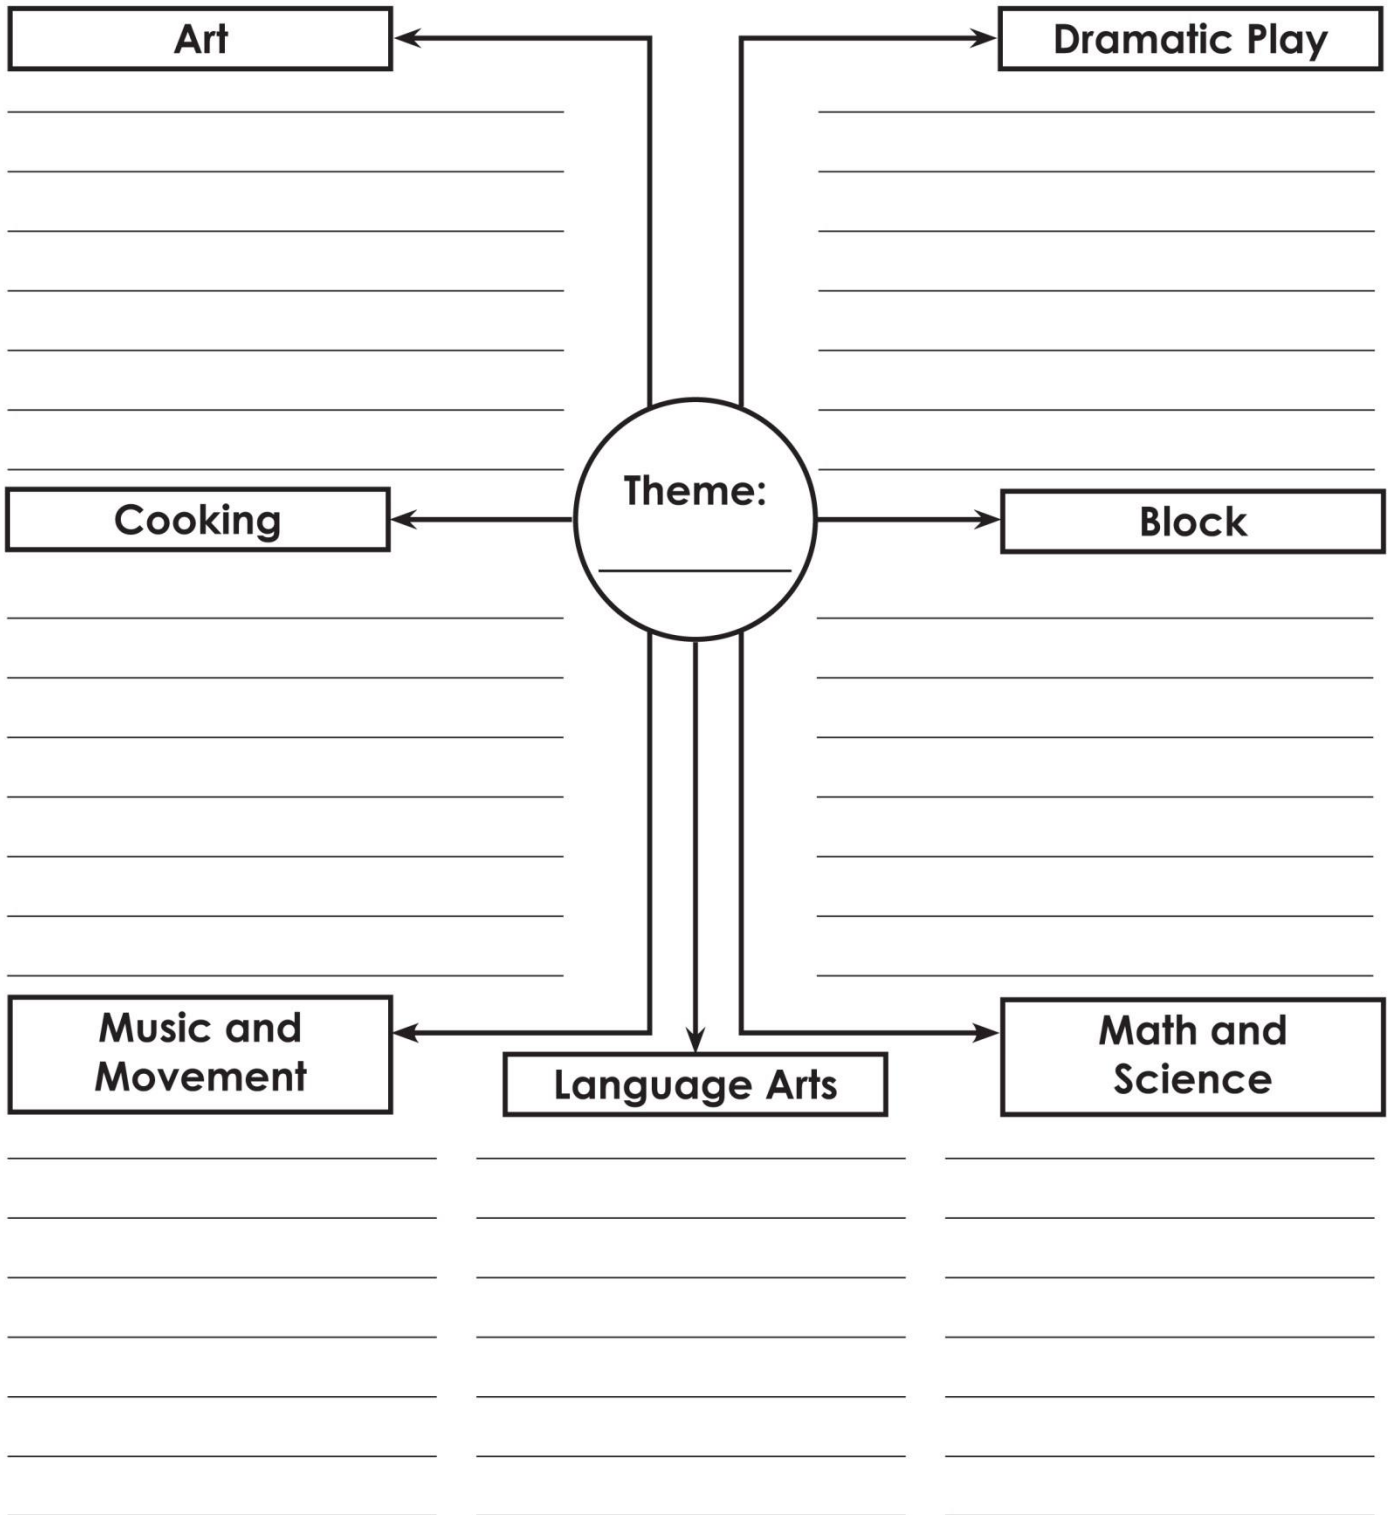 Art
Dramatic Play
Theme:
Cooking
Block
Music and
Movement
Language Arts
Math and
Science